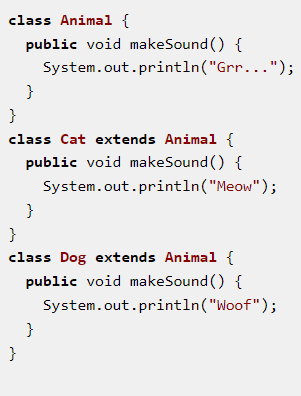 class Animal {
  public void makeSound() {
    System.out.println("Grr...");
  }
}
class Cat extends Animal {
  public void makeSound() {
    System.out.println("Meow");
  }
}
class Dog extends Animal {
  public void makeSound() {
    System.out.println("Woof");
  }
}